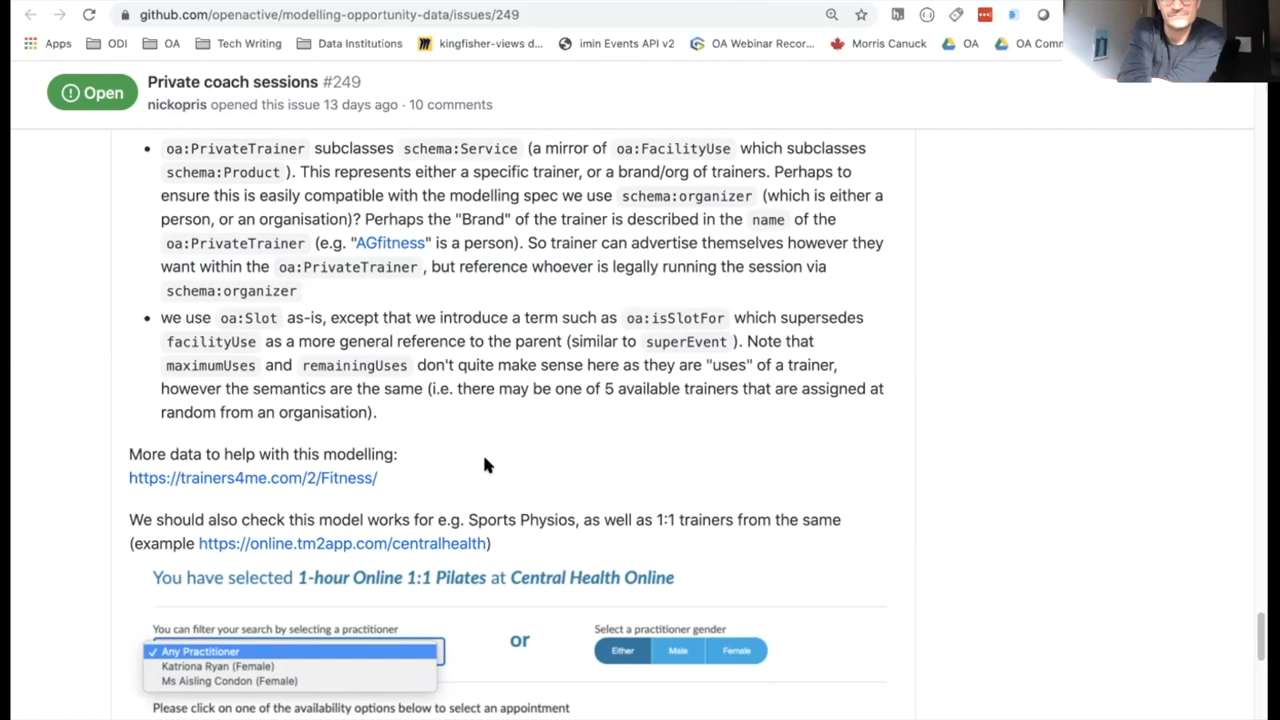 github.com/openactive/modelling-opportunity-data/issues/249
Apps ODI OA Tech Writing Data Institutions kingfisher-views d... imin Events API v2 OA Webinar Recor... Morris Canuck OA OA Comm
Open
Private coach sessions #249
nickopris opened this issue 13 days ago · 10 comments
• oa:PrivateTrainer subclasses schema:Service (a mirror of oa:FacilityUse which subclasses
schema:Product ). This represents either a specific trainer, or a brand/org of trainers. Perhaps to
ensure this is easily compatible with the modelling spec we use schema:organizer (which is either a
person, or an organisation)? Perhaps the "Brand" of the trainer is described in the name of the
oa:PrivateTrainer (e.g. "AGfitness" is a person). So trainer can advertise themselves however they
want within the oa:PrivateTrainer , but reference whoever is legally running the session via
schema:organizer
• we use oa:Slot as-is, except that we introduce a term such as oa:isSlotFor which supersedes
facilityUse as a more general reference to the parent (similar to superEvent ). Note that
maximumUses and remainingUses don't quite make sense here as they are "uses" of a trainer,
however the semantics are the same (i.e. there may be one of 5 available trainers that are assigned at
random from an organisation).
More data to help with this modelling:
https://trainers4me.com/2/Fitness/
We should also check this model works for e.g. Sports Physios, as well as 1:1 trainers from the same
(example https://online.tm2app.com/centralhealth)
You have selected 1-hour Online 1:1 Pilates at Central Health Online
You can filter your search by selecting a practitioner
or
Select a practitioner gender
✓ Any Practitioner
Katriona Ryan (Female)
Ms Aisling Condon (Female)
Either Male Female
Please click on one of the availability options below to select an appointment